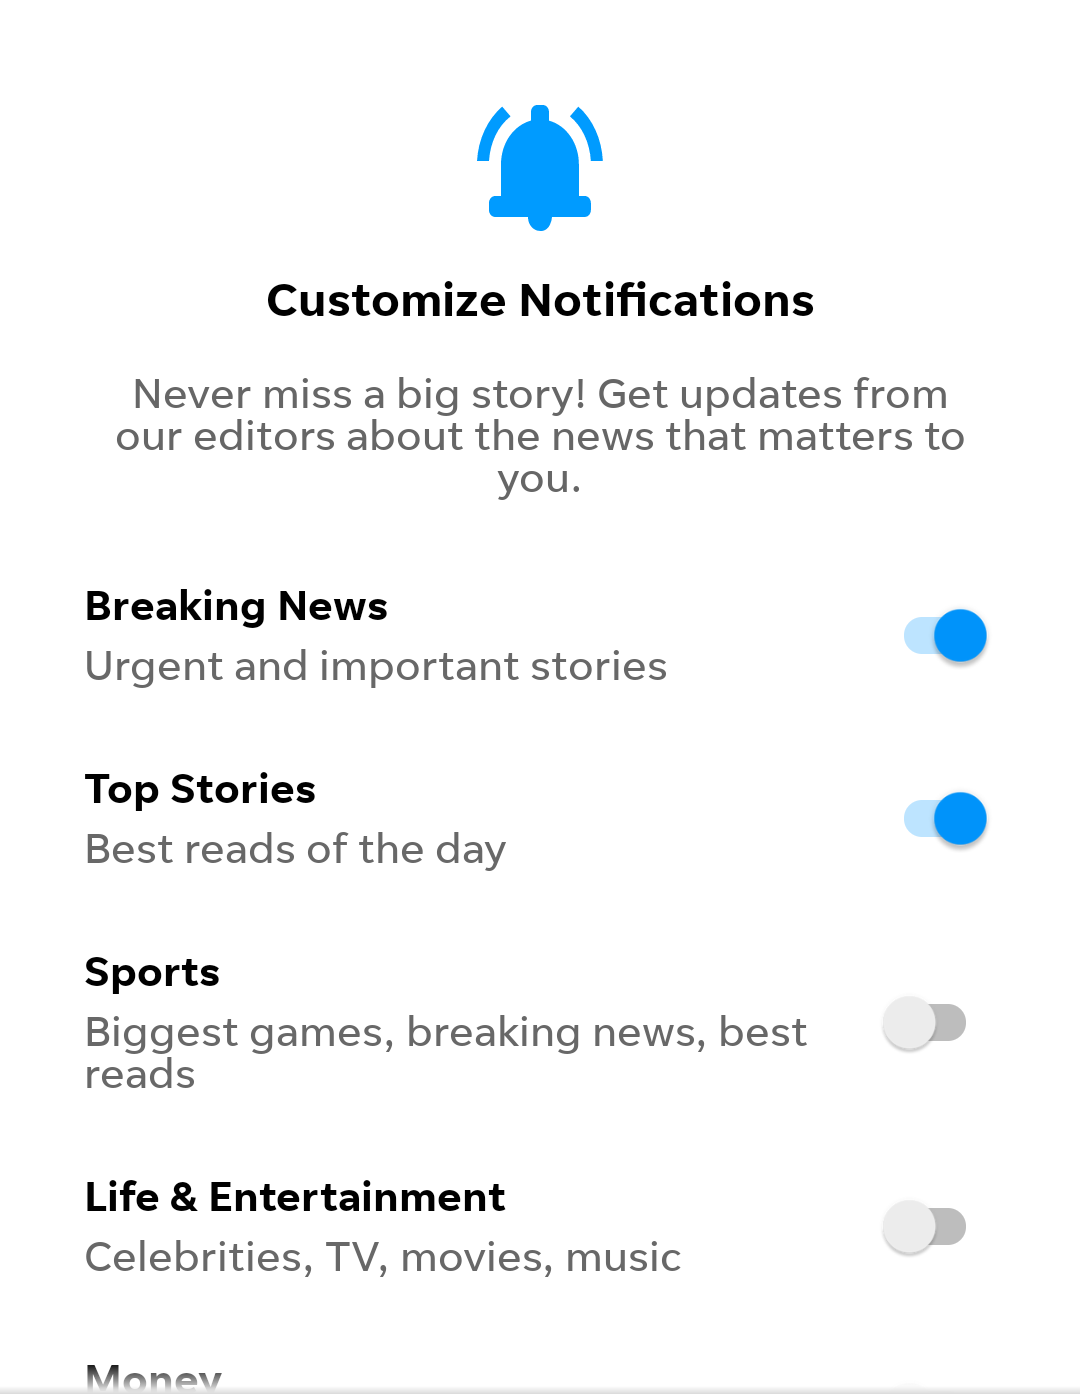 Customize Notifications
Never miss a big story! Get updates from
our editors about the news that matters to
you.
Breaking News
Urgent and important stories
Top Stories
Best reads of the day
Sports
Biggest games, breaking news, best
reads
Life & Entertainment
Celebrities, TV, movies, music
Money